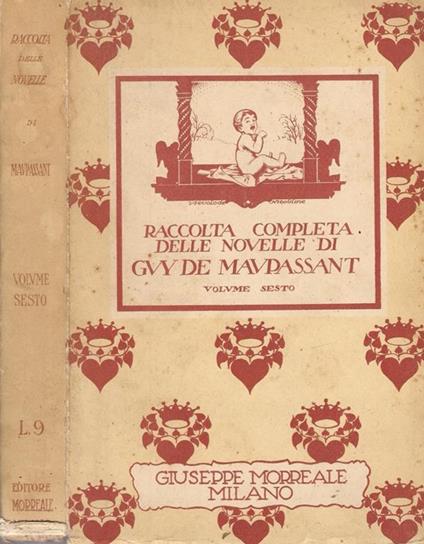 RACCOLTA
DELLE
NOVELLE
DI
MAVPASSANT
VOLVME
SESTO
L.9
EDITORE
MORREALE
RACCOLTA COMPLETA
DELLE NOVELLE DI
GVY DE MAVPASSANT
VOLVME SESTO
GIUSEPPE MORREALE
MILANO